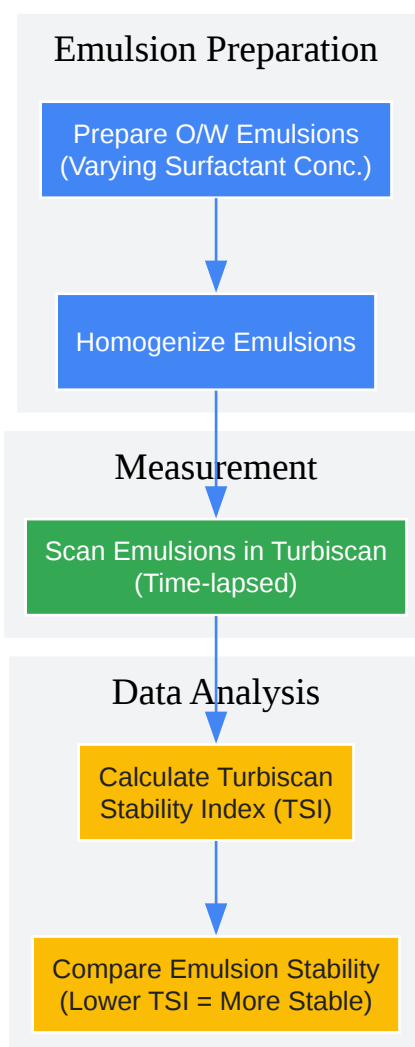 Emulsion Preparation
Prepare O/W Emulsions
(Varying Surfactant Conc.)
Homogenize Emulsions
Measurement
Scan Emulsions in Turbiscan
(Time-lapsed)
Data Analysis
Calculate Turbiscan
Stability Index (TSI)
Compare Emulsion Stability
(Lower TSI = More Stable)